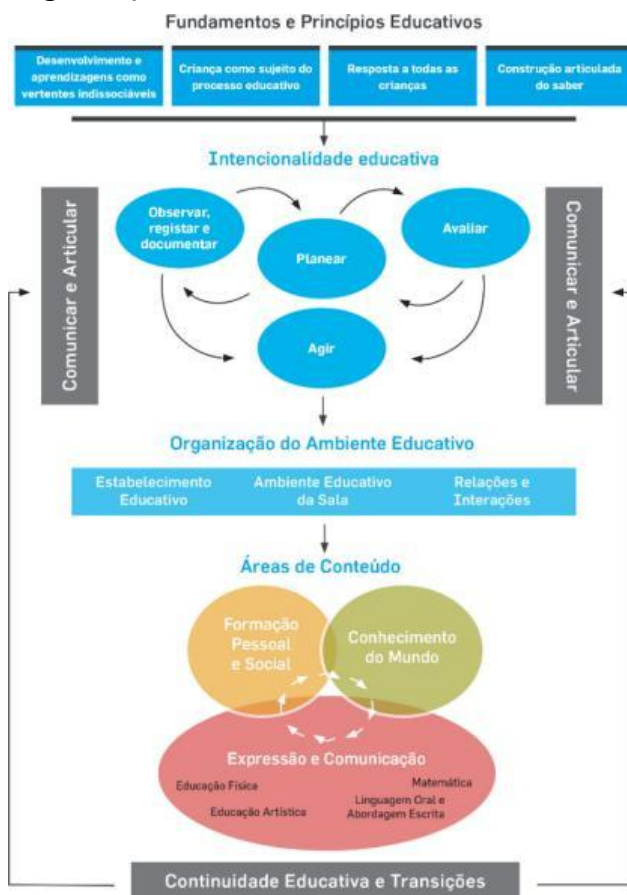 Fundamentos e Princípios Educativos
Desenvolvimento e
aprendizagens como
vertentes indissociáveis
Criança como sujeito do
processo educativo
Resposta a todas as
crianças
Construção articulada
do saber
Intencionalidade educativa
Comunicar e Articular
Observar,
registar e
documentar
Planear
Avaliar
Agir
Comunicar e Articular
Organização do Ambiente Educativo
Estabelecimento
Educativo
Ambiente Educativo
da Sala
Relações e
Interações
Áreas de Conteúdo
Formação
Pessoal
e Social
Conhecimento
do Mundo
Expressão e Comunicação
Educação Física
Matemática
Educação Artística
Linguagem Oral e
Abordagem Escrita
Continuidade Educativa e Transições